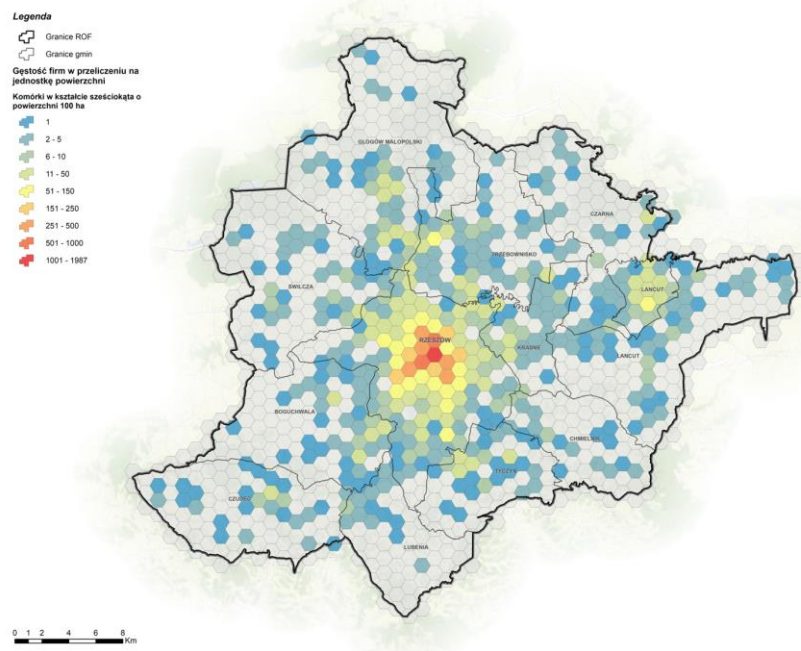 Legenda
Granice ROF
Granice gmin
Gęstość firm w przeliczeniu na
jednostkę powierzchni
Komórki w kształcie sześciokąta o
powierzchni 100 ha
1
2 - 5
6 - 10
11 - 50
51 - 150
151 - 250
251 - 500
501 - 1000
1001 - 1987
GŁOGÓW MAŁOPOLSKI
CZARNA
TRZEBOWNISKO
ŚWILCZA
ŁAŃCUT
RZESZÓW
KRASNE
ŁAŃCUT
BOGUCHWAŁA
CHMIELNIK
TYCZYN
CZUDEC
LUBENIA
0 1 2 4 6 8
Km